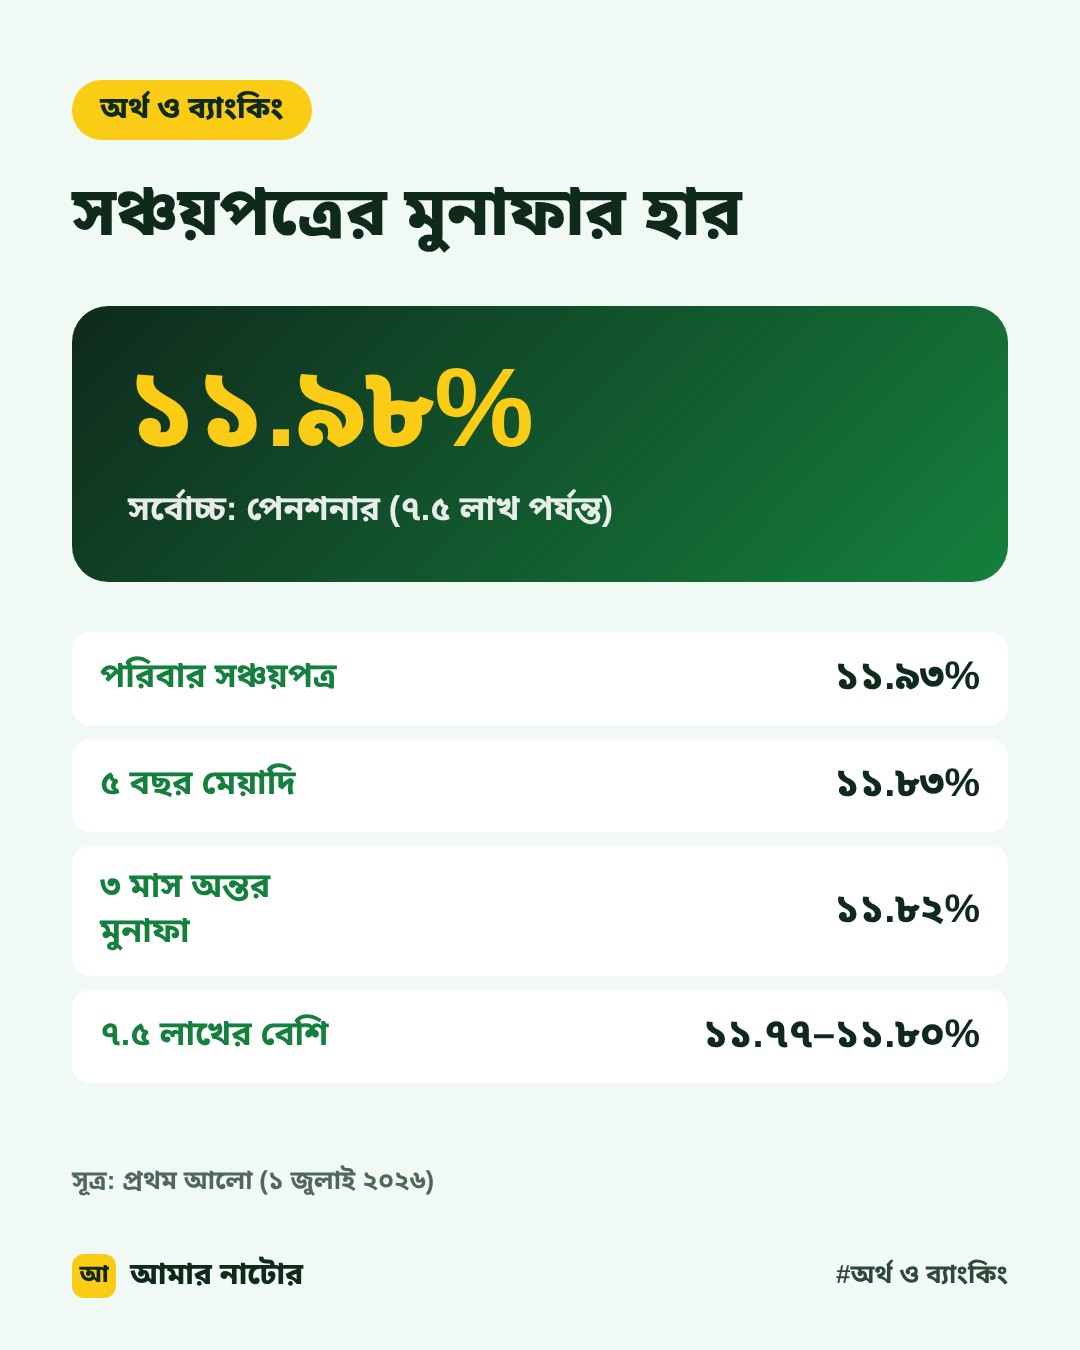 অর্থ ও ব্যাংকিং
সঞ্চয়পত্রের মুনাফার হার
১১.৯৮%
সর্বোচ্চ: পেনশনার (৭.৫ লাখ পর্যন্ত)
পরিবার সঞ্চয়পত্র ১১.৯৩%
৫ বছর মেয়াদি ১১.৮৩%
৩ মাস অন্তর
মুনাফা ১১.৮২%
৭.৫ লাখের বেশি ১১.৭৭–১১.৮০%
সূত্র: প্রথম আলো (১ জুলাই ২০২৬)
আ আমার নাটোর #অর্থ ও ব্যাংকিং